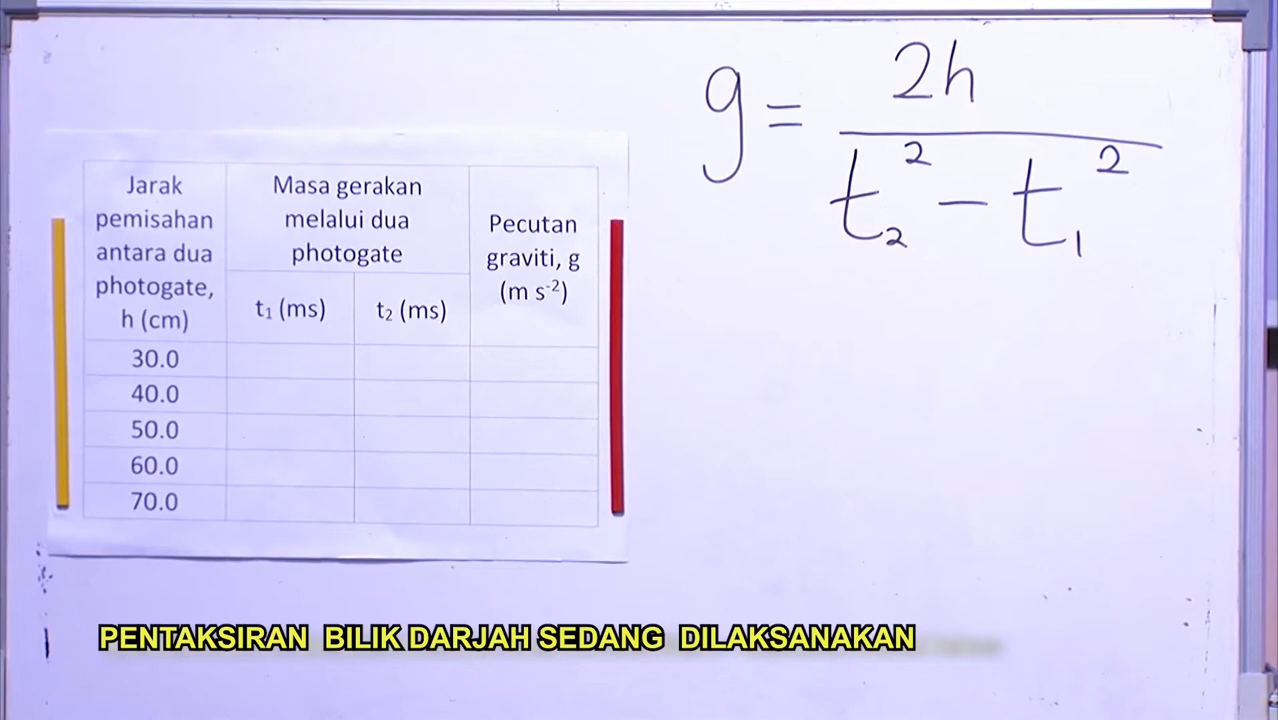 Jarak
pemisahan
antara dua
photogate,
h (cm)
Masa gerakan
melalui dua
photogate
t₁ (ms)
t₂ (ms)
Pecutan
graviti, g
(m s⁻²)
30.0
40.0
50.0
60.0
70.0
g = 2h
t₂² – t₁²
PENTAKSIRAN BILIK DARJAH SEDANG DILAKSANAKAN